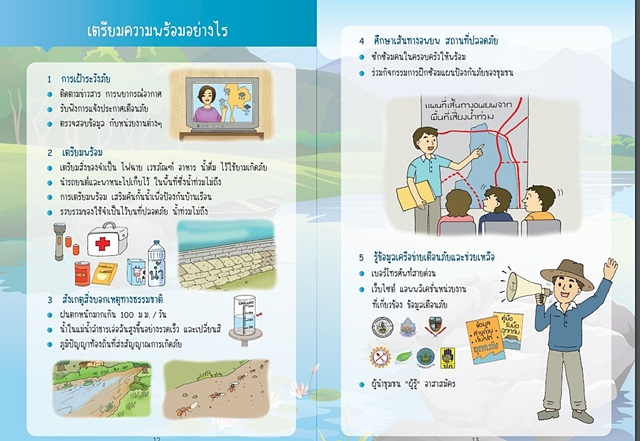 เตรียมความพร้อมอย่างไร
1 การเฝ้าระวังภัย
ติดตามข่าวสาร การพยากรณ์อากาศ
รับฟังการแจ้งประกาศเตือนภัย
ตรวจสอบข้อมูล กับหน่วยงานต่างๆ
2 เตรียมพร้อม
เตรียมสิ่งของจำเป็น ไฟฉาย เวชภัณฑ์ อาหาร น้ำดื่ม ไว้ใช้ยามเกิดภัย
นำรถยนต์และพาหนะไปเก็บไว้ ในพื้นที่ซึ่งน้ำท่วมไม่ถึง
การเตรียมพร้อม เสริมคันกั้นน้ำเพื่อป้องกันบ้านเรือน
รวบรวมของใช้จำเป็นไว้บนที่ปลอดภัย น้ำท่วมไม่ถึง
3 สังเกตุสิ่งบอกเหตุทางธรรมชาติ
ฝนตกหนักมากเกิน 100 ม.ม. / วัน
น้ำในแม่น้ำลำธารเอ่อล้นสูงขึ้นอย่างรวดเร็ว และเปลี่ยนสี
ภูมิปัญญาท้องถิ่นที่ส่งสัญญาณการเกิดภัย
12
4 ศึกษาเส้นทางอพยพ สถานที่ปลอดภัย
ซักซ้อมคนในครอบครัวให้พร้อม
ร่วมกิจกรรมการฝึกซ้อมแผนป้องกันภัยของชุมชน
แผนที่เส้นทางอพยพจาก
พื้นที่เสี่ยงน้ำท่วม
5 รู้ข้อมูลเครือข่ายเตือนภัยและช่วยเหลือ
เบอร์โทรศัพท์สายด่วน
เว็บไซต์ แอพพลิเคชั่นหน่วยงาน
ที่เกี่ยวข้อง ข้อมูลเตือนภัย
คู่มือ
รับมือ
อุทกภัย
ผู้นำชุมชน "ผู้รู้" อาสาสมัคร
13